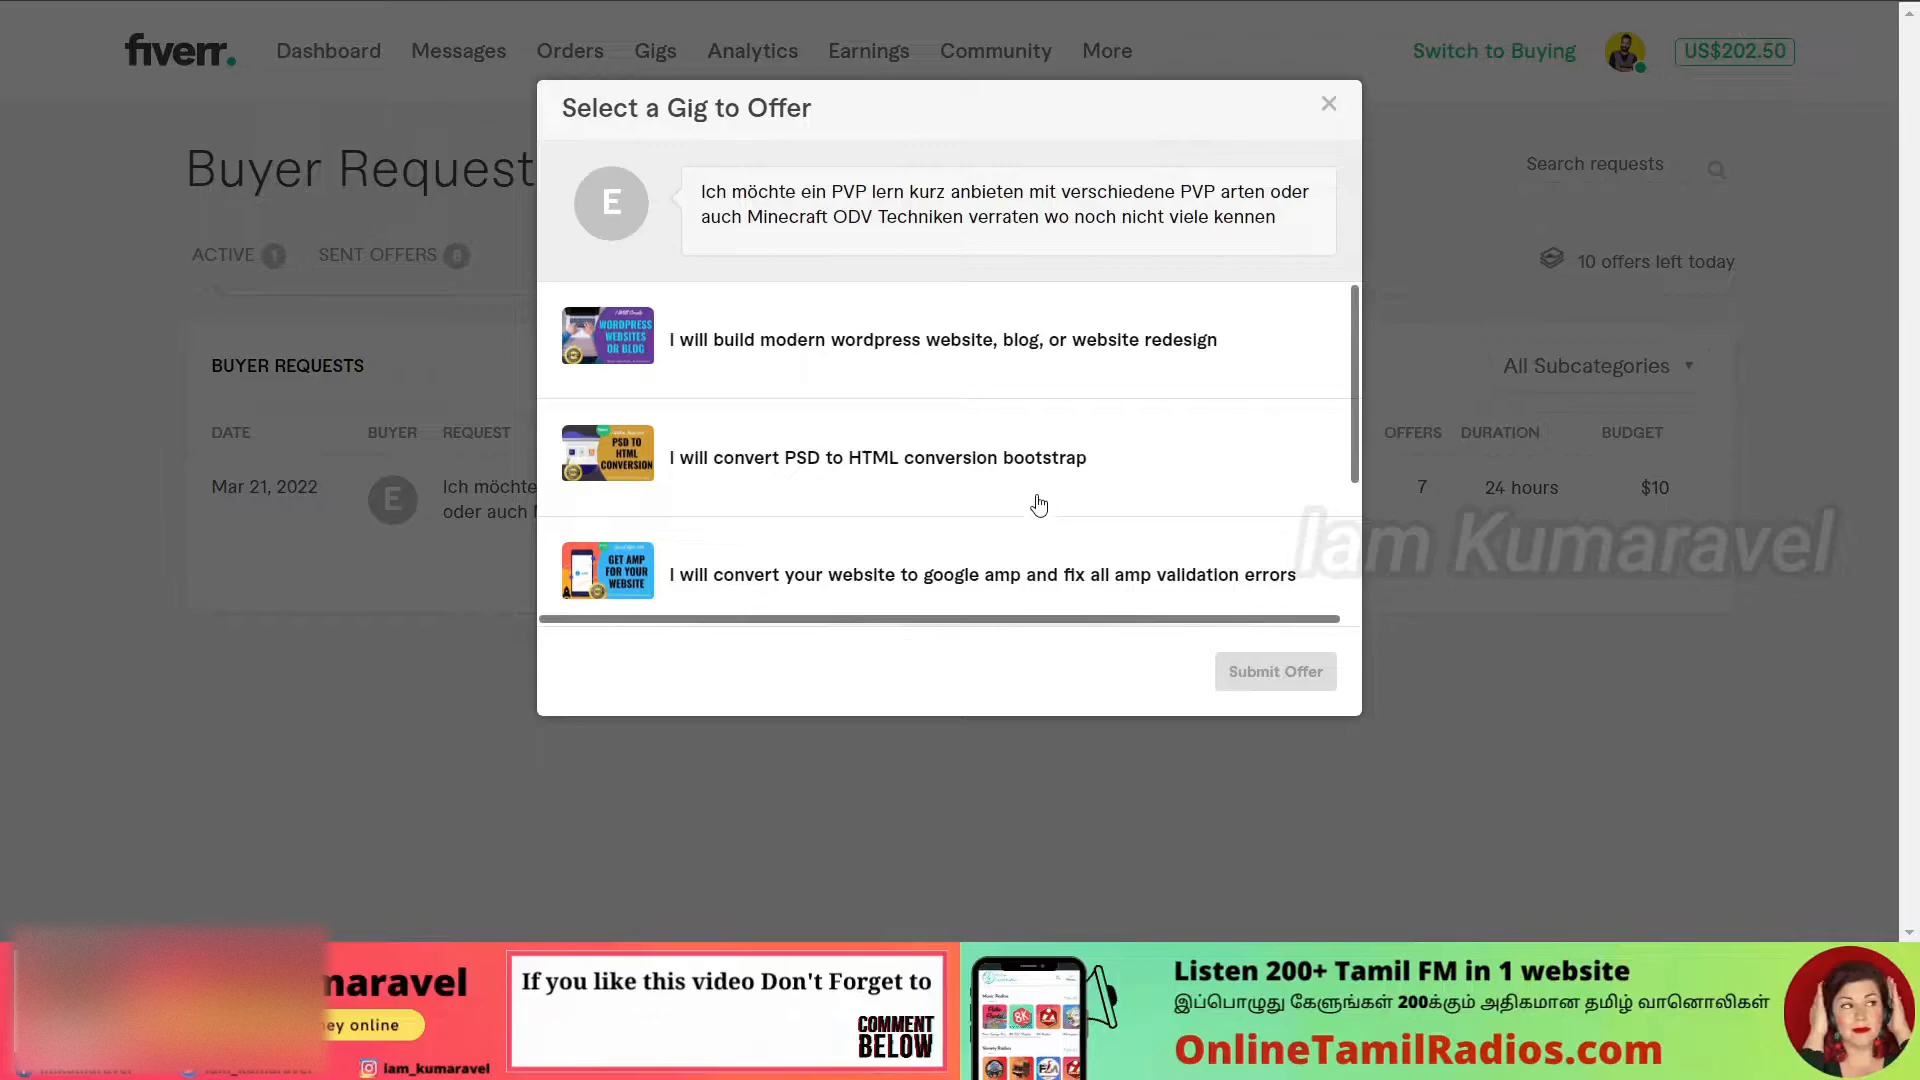 fiverr.
Dashboard
Messages
Orders
Gigs
Analytics
Earnings
Community
More
Switch to Buying
US$202.50
Buyer Request
Search requests
ACTIVE 1
SENT OFFERS 8
10 offers left today
Select a Gig to Offer
E
Ich möchte ein PVP lern kurz anbieten mit verschiedene PVP arten oder
auch Minecraft ODV Techniken verraten wo noch nicht viele kennen
WORDPRESS
WEBSITES
OR BLOG
I will build modern wordpress website, blog, or website redesign
PSD TO
HTML
CONVERSION
I will convert PSD to HTML conversion bootstrap
GET AMP
FOR YOUR
WEBSITE
I will convert your website to google amp and fix all amp validation errors
Submit Offer
BUYER REQUESTS
All Subcategories
DATE
BUYER
REQUEST
OFFERS
DURATION
BUDGET
Mar 21, 2022
E
Ich möchte
oder auch
7
24 hours
$10
Iam Kumaravel
maravel
ney online
iam_kumaravel
If you like this video Don't Forget to
COMMENT
BELOW
Listen 200+ Tamil FM in 1 website
இப்பொழுது கேளுங்கள் 200க்கும் அதிகமான தமிழ் வானொலிகள்
OnlineTamilRadios.com